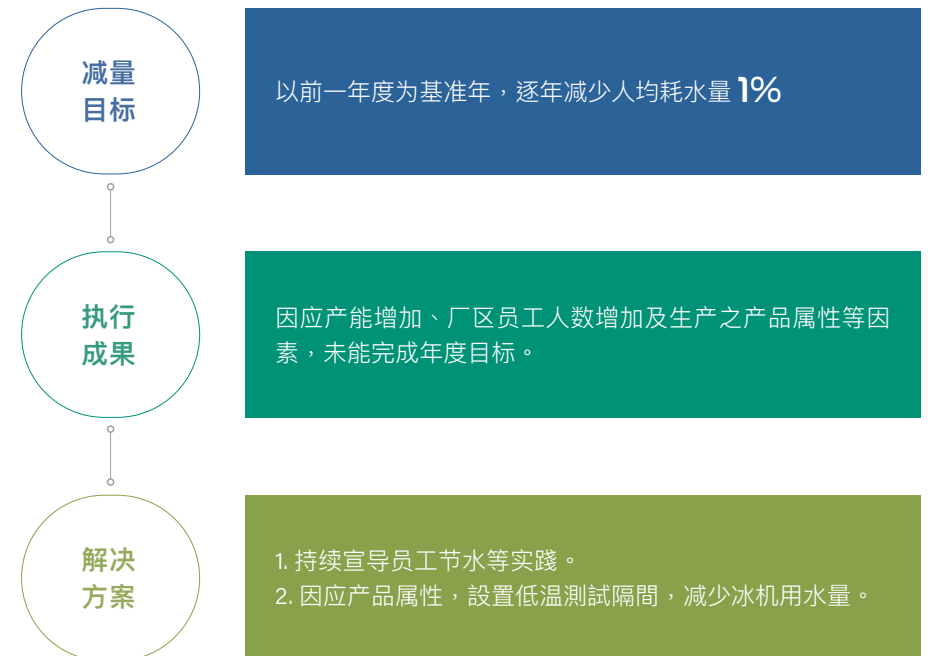 减量
目标
以前一年度为基准年，逐年减少人均耗水量 1%
执行
成果
因应产能增加、厂区员工人数增加及生产之产品属性等因
素，未能完成年度目标。
解决
方案
1. 持续宣导员工节水等实踐。
2. 因应产品属性，設置低温測試隔間，减少冰机用水量。